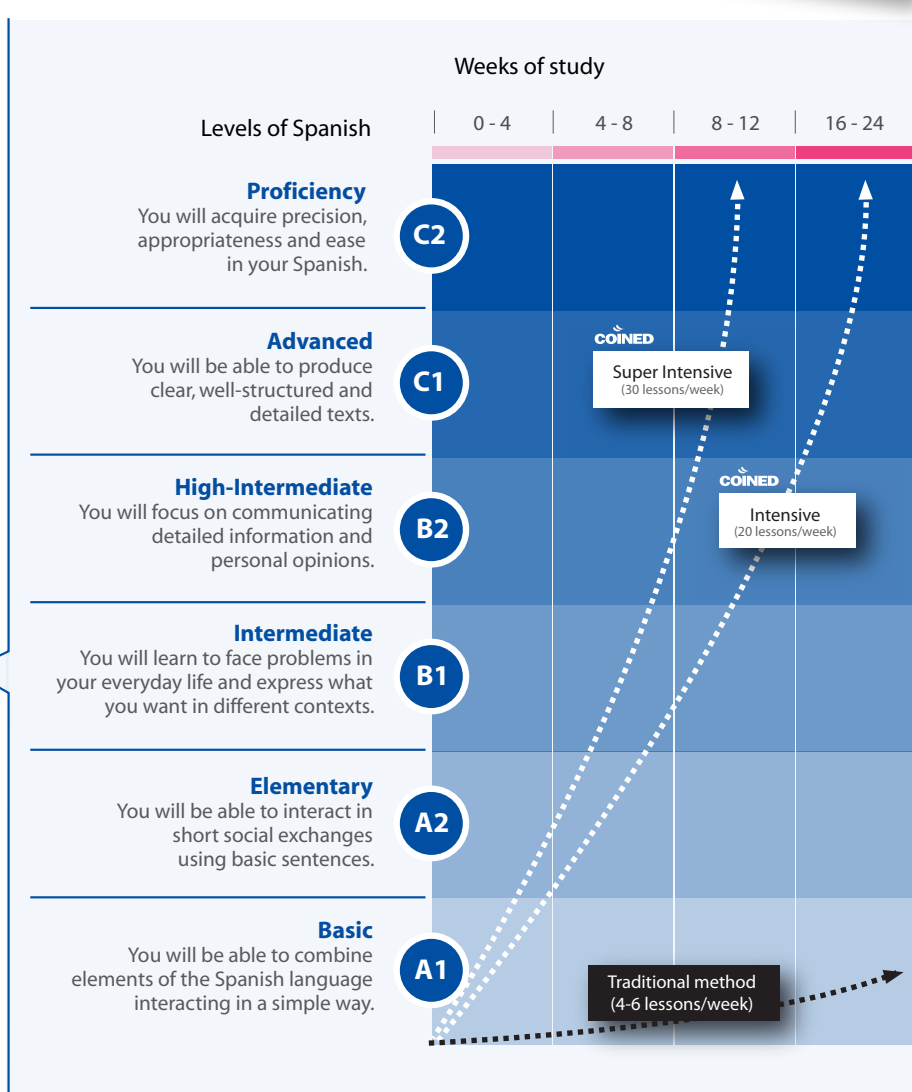 Weeks of study
Levels of Spanish
0 - 4
4 - 8
8 - 12
16 - 24
Proficiency
You will acquire precision,
appropriateness and ease
in your Spanish.
C2
Advanced
You will be able to produce
clear, well-structured and
detailed texts.
C1
COINED
Super Intensive
(30 lessons/week)
High-Intermediate
You will focus on communicating
detailed information and
personal opinions.
B2
COINED
Intensive
(20 lessons/week)
Intermediate
You will learn to face problems in
your everyday life and express what
you want in different contexts.
B1
Elementary
You will be able to interact in
short social exchanges
using basic sentences.
A2
Basic
You will be able to combine
elements of the Spanish language
interacting in a simple way.
A1
Traditional method
(4-6 lessons/week)